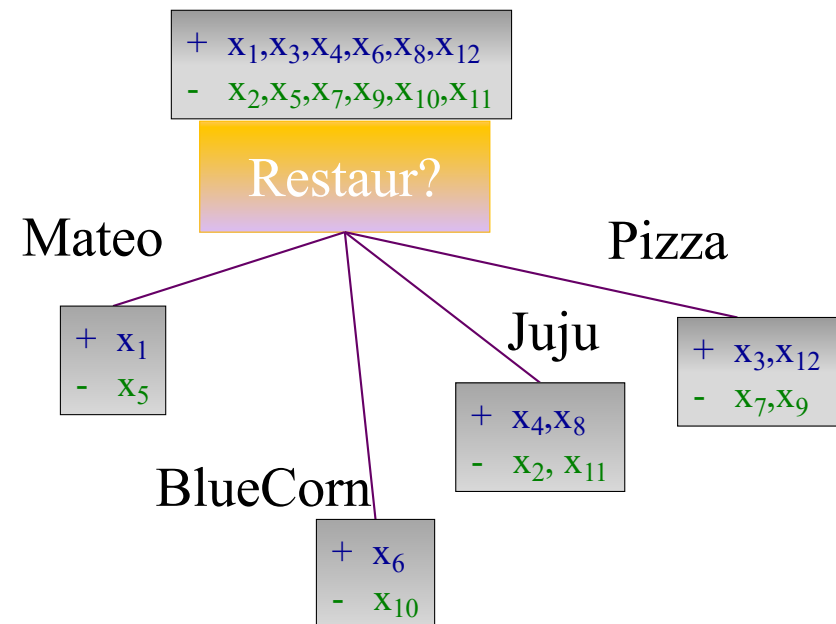 + x₁,x₃,x₄,x₆,x₈,x₁₂
- x₂,x₅,x₇,x₉,x₁₀,x₁₁
Restaur?
Mateo
Pizza
+ x₁
- x₅
Juju
+ x₃,x₁₂
- x₇,x₉
+ x₄,x₈
- x₂, x₁₁
BlueCorn
+ x₆
- x₁₀